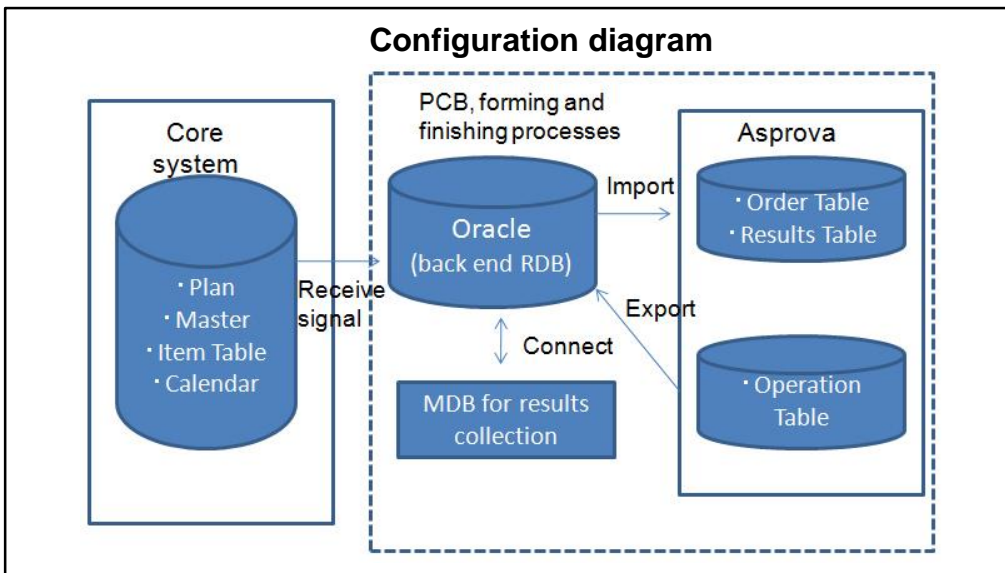 Configuration diagram
Core
system
・Plan
・Master
・Item Table
・Calendar
Receive
signal
PCB, forming and
finishing processes
Oracle
(back end RDB)
Connect
MDB for results
collection
Import
Export
Asprova
・Order Table
・Results Table
・Operation
Table